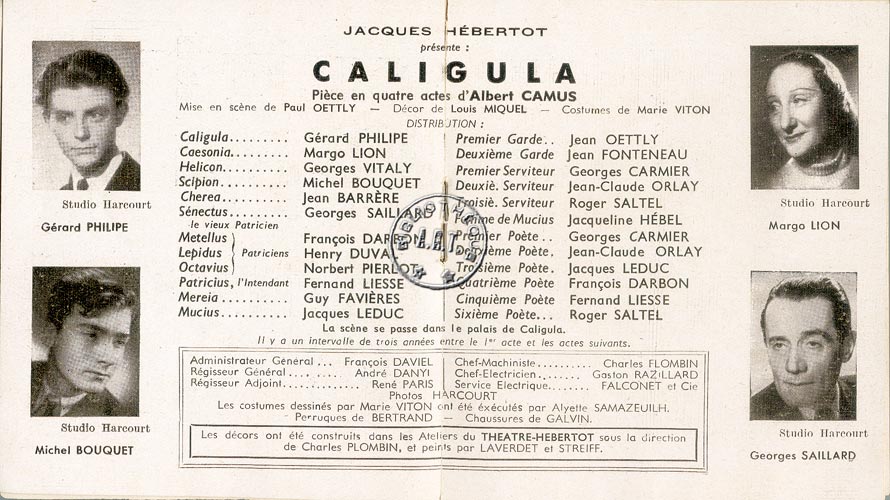 JACQUES HÉBERTOT
présente :
CALIGULA
Pièce en quatre actes d'Albert CAMUS
Mise en scène de Paul OETTLY — Décor de Louis MIQUEL — Costumes de Marie VITON
DISTRIBUTION :
Caligula........ Gérard PHILIPE
Caesonia........ Margo LION
Helicon......... Georges VITALY
Scipion......... Michel BOUQUET
Cherea.......... Jean BARRÈRE
Sénectus........ Georges SAILLARD
le vieux Patricien
Metellus François DARBON
Lepidus Patriciens Henry DUVAL
Octavius Norbert PIERLOT
Patricius, l'Intendant Fernand LIESSE
Mereia.......... Guy FAVIÈRES
Mucius.......... Jacques LEDUC
Premier Garde.. Jean OETTLY
Deuxième Garde Jean FONTENEAU
Premier Serviteur Georges CARMIER
Deuxiè. Serviteur Jean-Claude ORLAY
Troisiè. Serviteur Roger SALTEL
Femme de Mucius Jacqueline HÉBEL
Premier Poète.. Georges CARMIER
Deuxième Poète. Jean-Claude ORLAY
Troisième Poète. Jacques LEDUC
Quatrième Poète François DARBON
Cinquième Poète Fernand LIESSE
Sixième Poète... Roger SALTEL
La scène se passe dans le palais de Caligula.
Il y a un intervalle de trois années entre le 1er acte et les actes suivants.
Administrateur Général ... François DAVIEL
Régisseur Général........ André DANYI
Régisseur Adjoint............. René PARIS
Chef-Machiniste.......... Charles FLOMBIN
Chef-Electricien......... Gaston RAZILLARD
Service Electrique....... FALCONET et Cie
Photos HARCOURT
Les costumes dessinés par Marie VITON ont été éxécutés par Alyette SAMAZEUILH.
Perruques de BERTRAND — Chaussures de GALVIN.
Les décors ont été construits dans les Ateliers du THEATRE-HEBERTOT sous la direction
de Charles PLOMBIN, et peints par LAVERDET et STREIFF.
Studio Harcourt
Gérard PHILIPE
Studio Harcourt
Michel BOUQUET
Studio Harcourt
Margo LION
Studio Harcourt
Georges SAILLARD
BIBLIOTHEQUE
A.R.T.